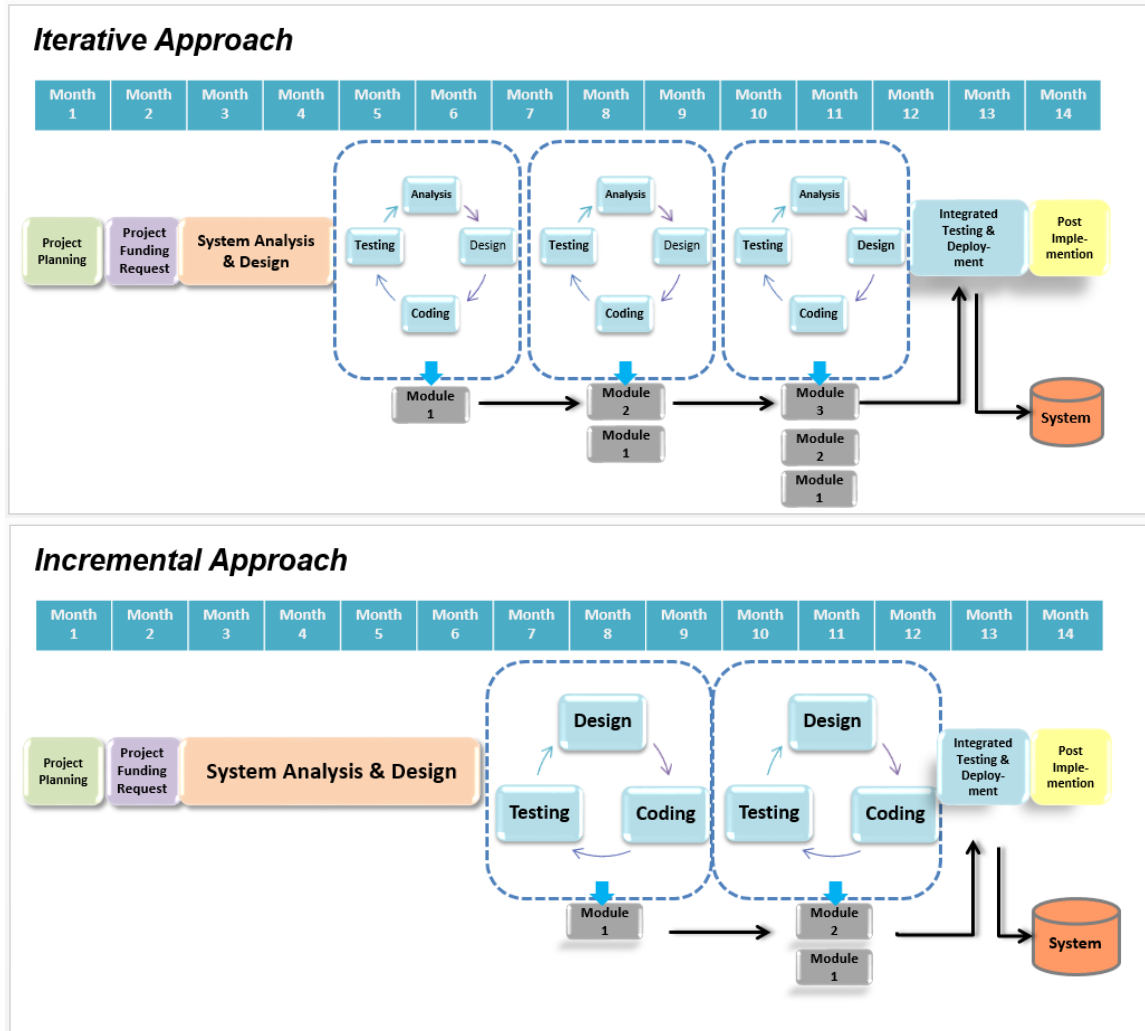 Iterative Approach
Month Month Month Month Month Month Month Month Month Month Month Month Month Month
1 2 3 4 5 6 7 8 9 10 11 12 13 14
Project
Planning
Project
Funding
Request
System Analysis
& Design
Analysis
Testing
Design
Coding
Analysis
Testing
Design
Coding
Analysis
Testing
Design
Coding
Integrated
Testing &
Deploy-
ment
Post
Imple-
mention
Module
1
Module
2
Module
1
Module
3
Module
2
Module
1
System
Incremental Approach
Month Month Month Month Month Month Month Month Month Month Month Month Month Month
1 2 3 4 5 6 7 8 9 10 11 12 13 14
Project
Planning
Project
Funding
Request
System Analysis & Design
Design
Testing
Coding
Design
Testing
Coding
Integrated
Testing &
Deploy-
ment
Post
Imple-
mention
Module
1
Module
2
Module
1
System